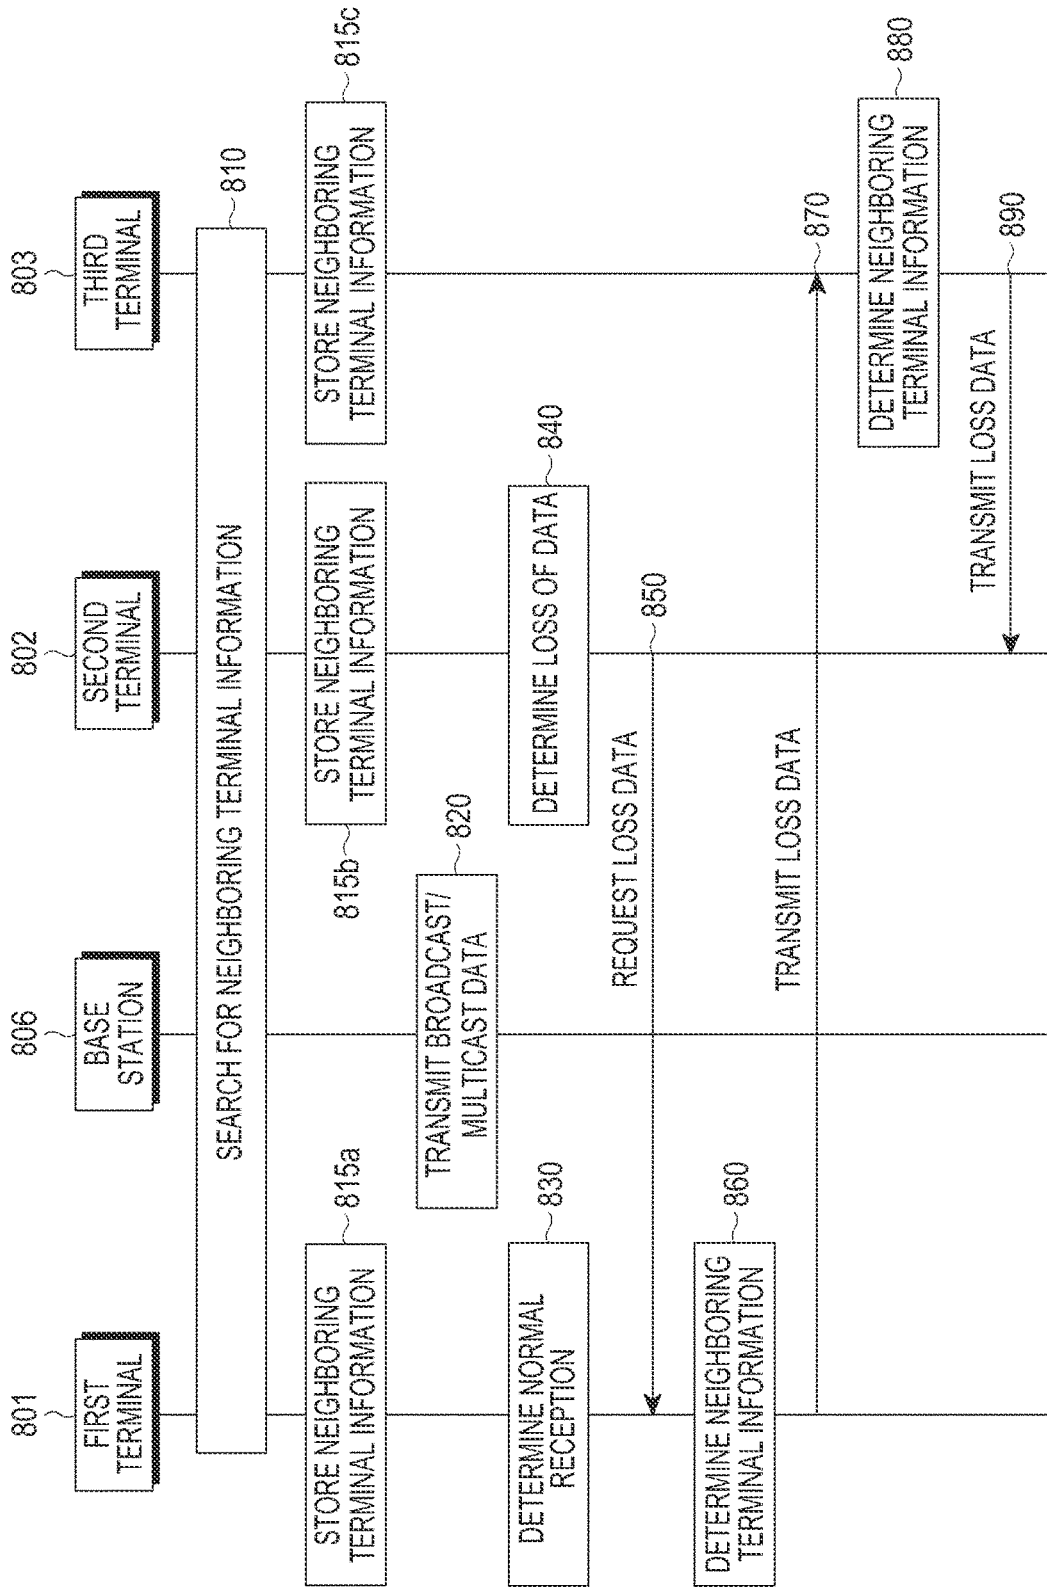 801
FIRST
TERMINAL
806
BASE
STATION
802
SECOND
TERMINAL
803
THIRD
TERMINAL
SEARCH FOR NEIGHBORING TERMINAL INFORMATION
810
STORE NEIGHBORING
TERMINAL INFORMATION
815a
815b
STORE NEIGHBORING
TERMINAL INFORMATION
STORE NEIGHBORING
TERMINAL INFORMATION
815c
TRANSMIT BROADCAST/
MULTICAST DATA
820
DETERMINE NORMAL
RECEPTION
830
DETERMINE LOSS OF DATA
840
REQUEST LOSS DATA
850
DETERMINE NEIGHBORING
TERMINAL INFORMATION
860
TRANSMIT LOSS DATA
870
DETERMINE NEIGHBORING
TERMINAL INFORMATION
880
TRANSMIT LOSS DATA
890